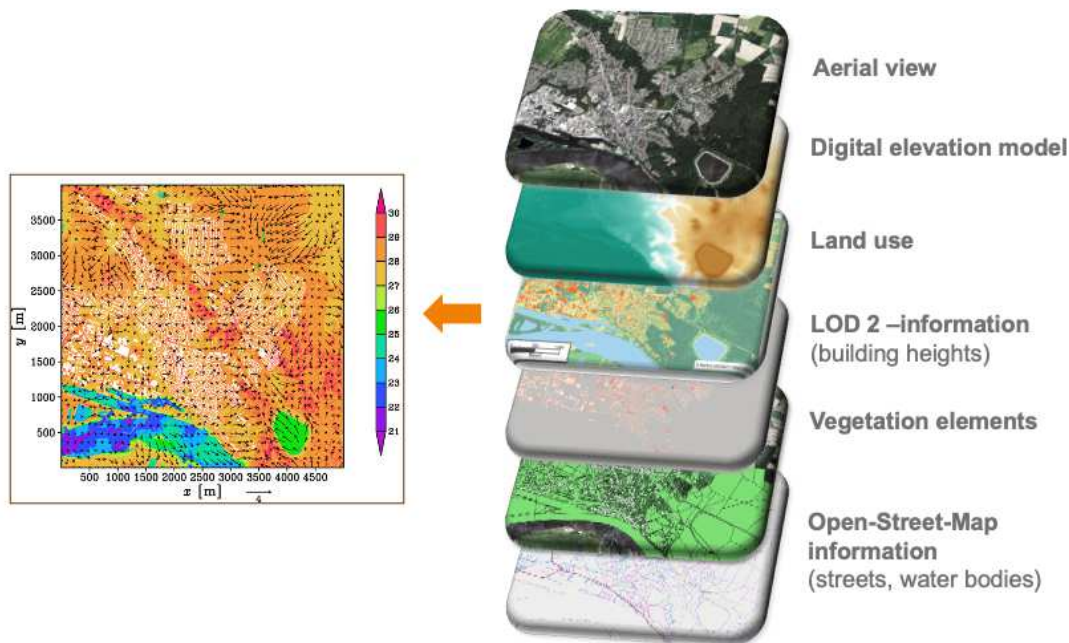 Aerial view
Digital elevation model
Land use
LOD 2 –information
(building heights)
Vegetation elements
Open-Street-Map
information
(streets, water bodies)
y [m]
3500
3000
2500
2000
1500
1000
500
500 1000 1500 2000 2500 3000 3500 4000 4500
x [m]
4
30
29
28
27
26
25
24
23
22
21